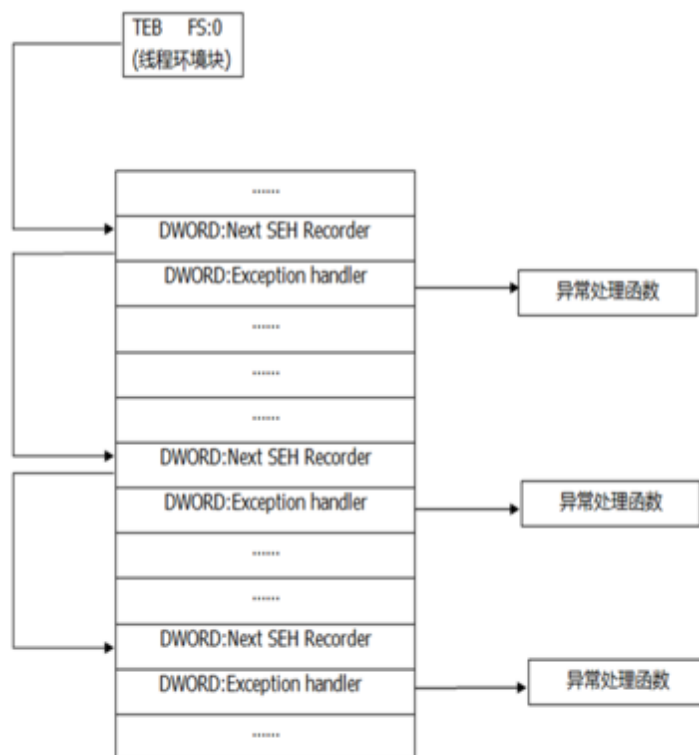 TEB FS:0
(线程环境块)
......
DWORD:Next SEH Recorder
DWORD:Exception handler
异常处理函数
......
......
......
DWORD:Next SEH Recorder
DWORD:Exception handler
异常处理函数
......
......
DWORD:Next SEH Recorder
DWORD:Exception handler
异常处理函数
......